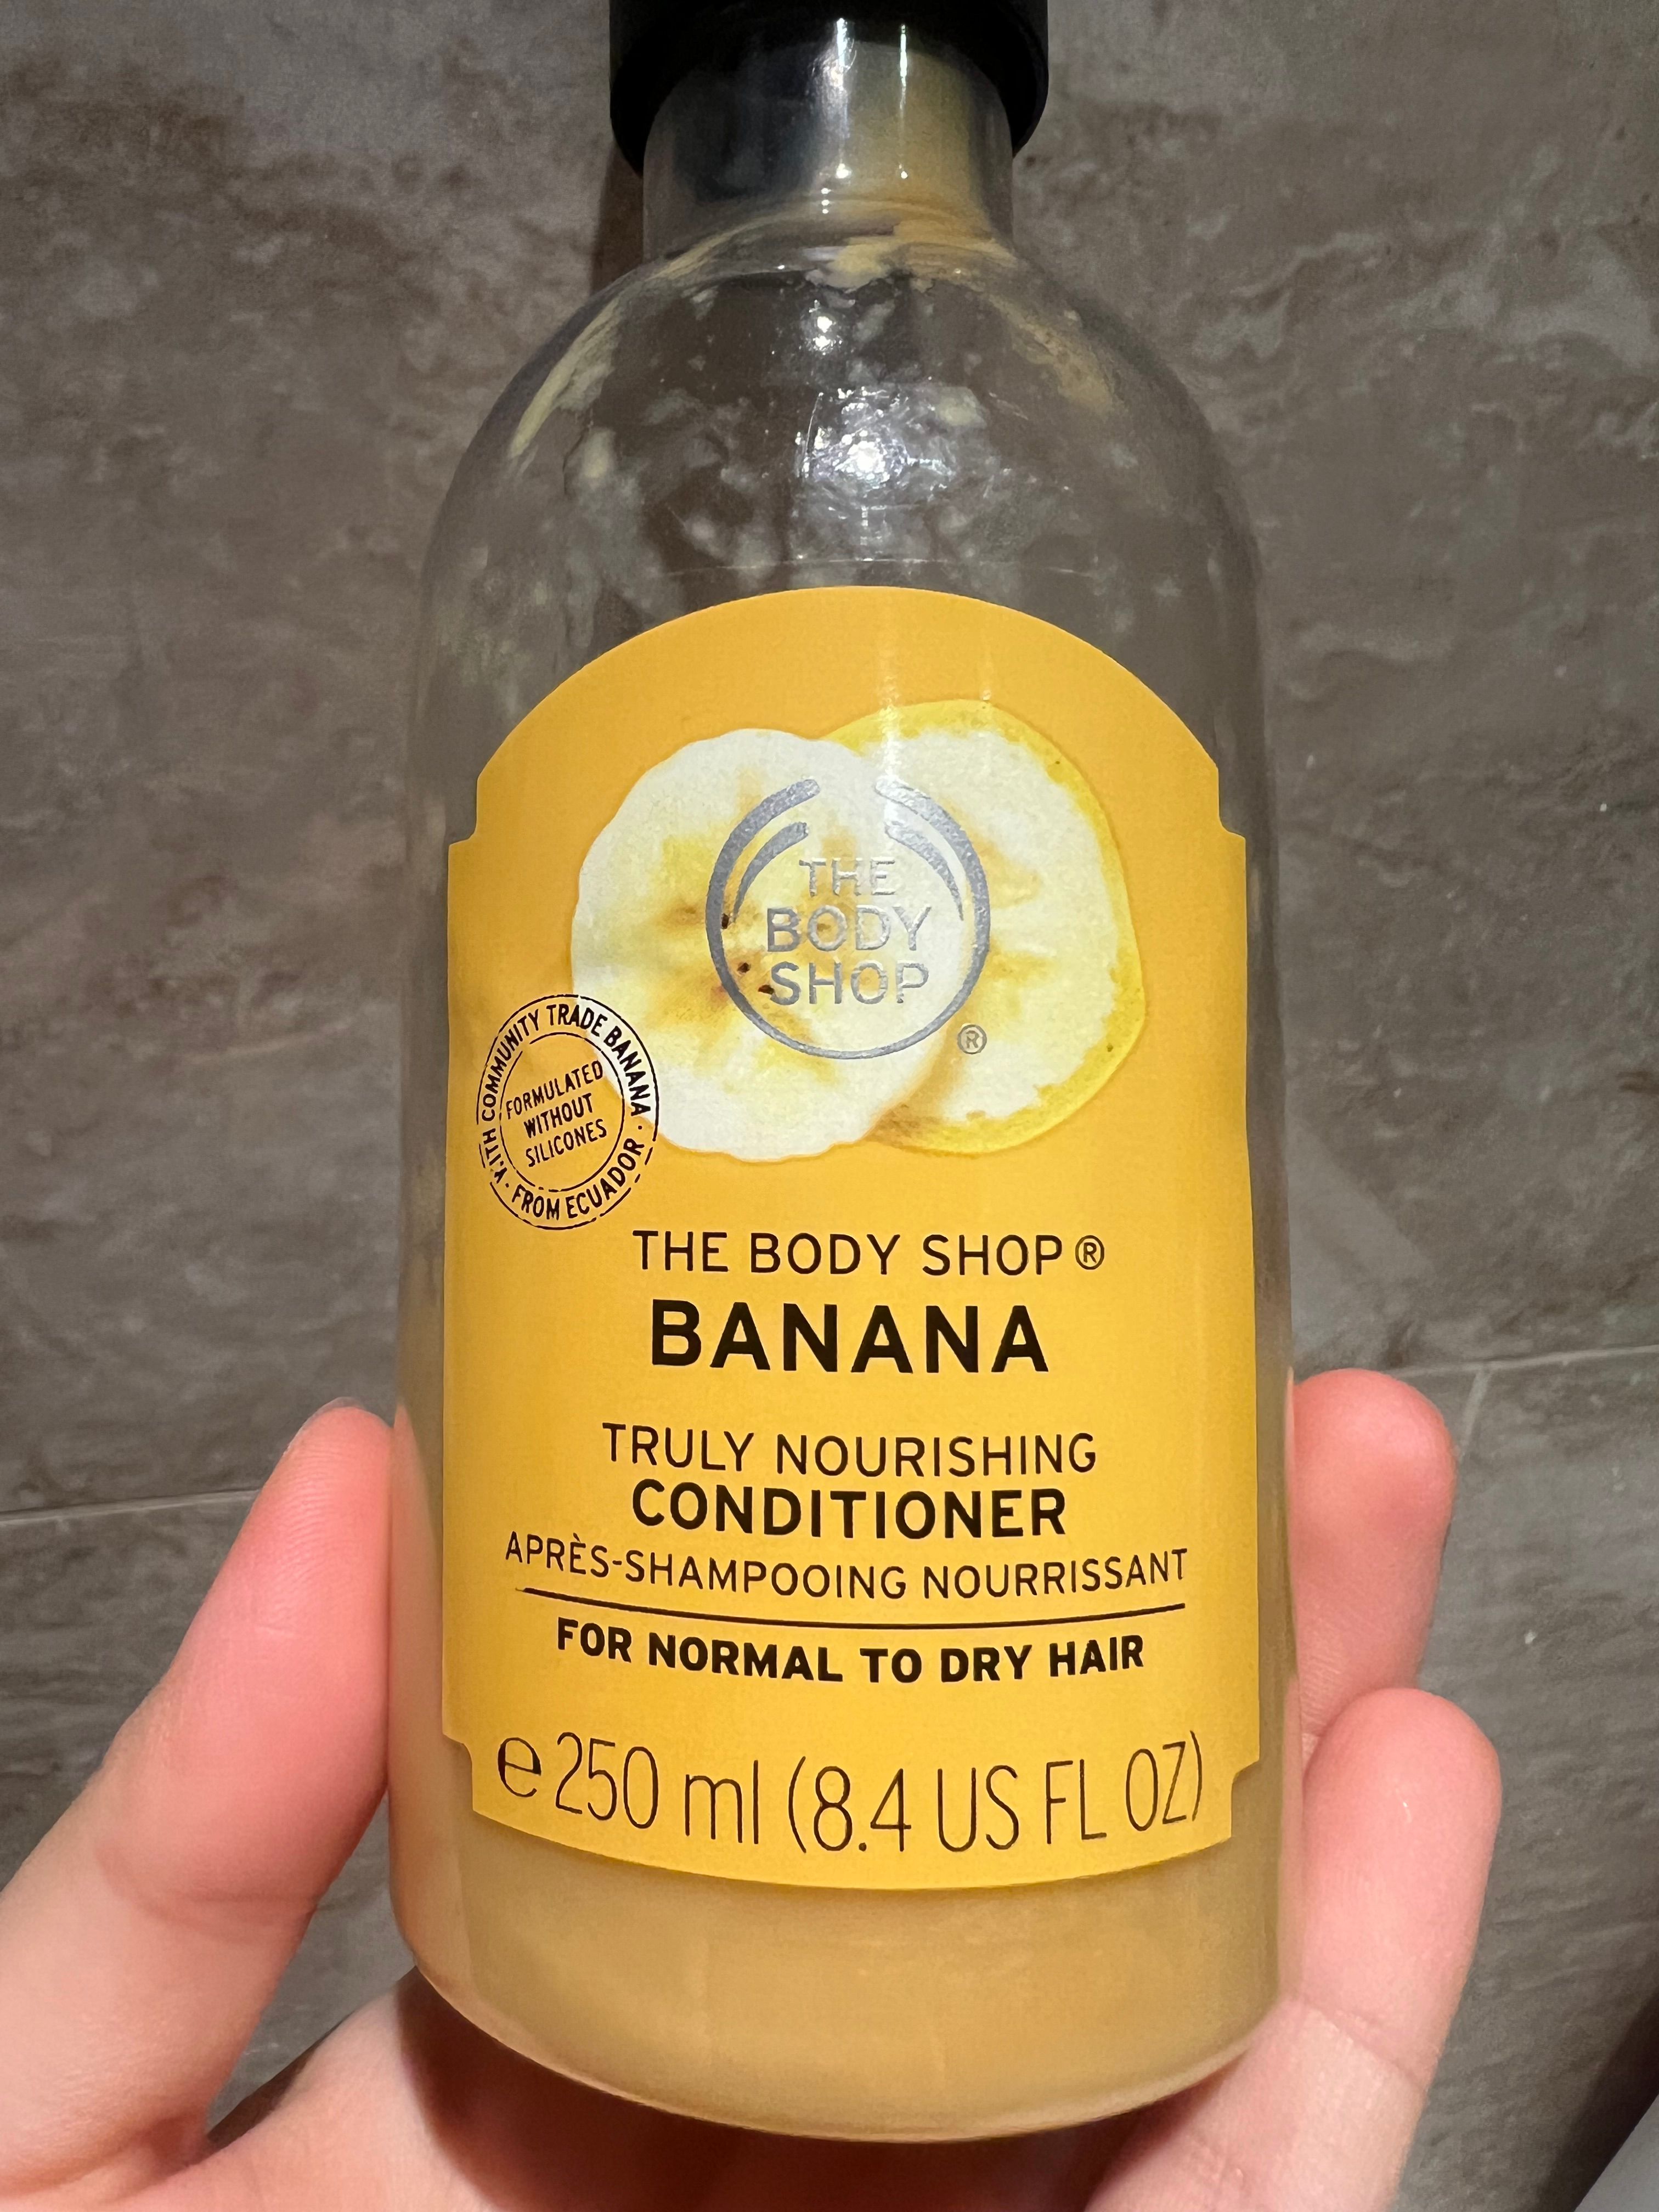 THE
BODY
SHOP
®
WITH COMMUNITY TRADE BANANA · FROM ECUADOR ·
FORMULATED
WITHOUT
SILICONES
THE BODY SHOP®
BANANA
TRULY NOURISHING
CONDITIONER
APRÈS-SHAMPOOING NOURRISSANT
FOR NORMAL TO DRY HAIR
℮ 250 ml (8.4 US FL OZ)